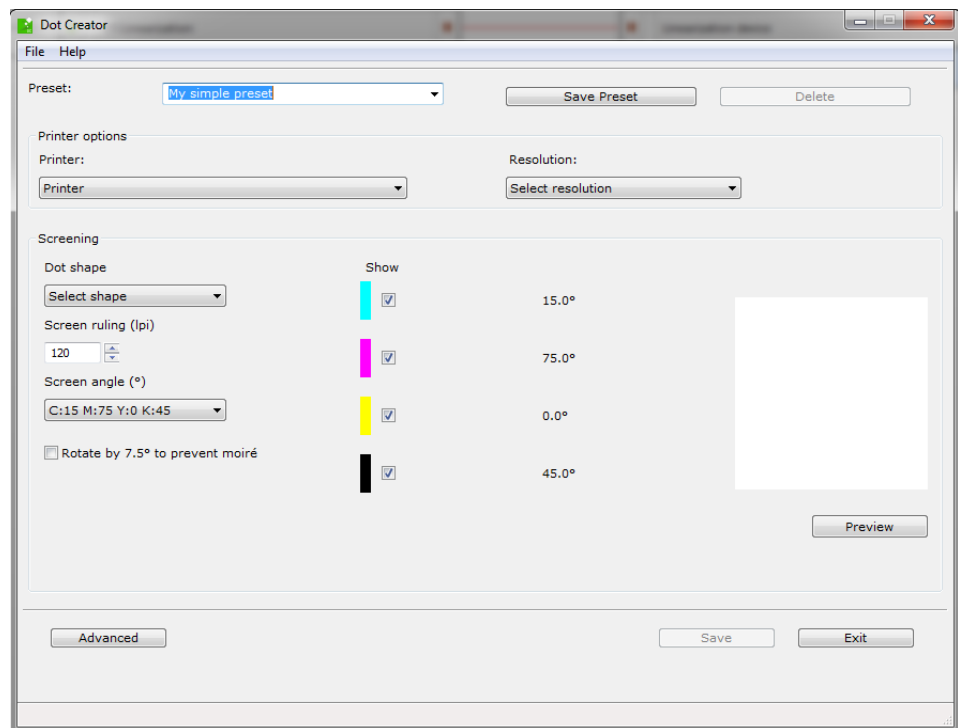 Dot Creator
File Help
Preset: My simple preset Save Preset Delete
Printer options
Printer: Resolution:
Printer Select resolution
Screening
Dot shape Show
Select shape 15.0°
Screen ruling (lpi)
120 75.0°
Screen angle (°)
C:15 M:75 Y:0 K:45 0.0°
Rotate by 7.5° to prevent moiré
45.0°
Preview
Advanced Save Exit